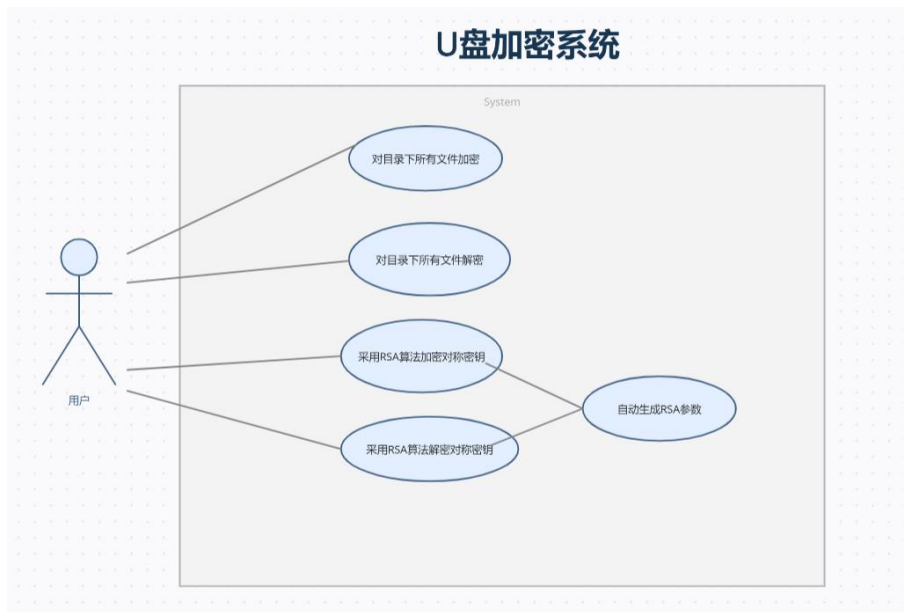 U盘加密系统
System
对目录下所有文件加密
对目录下所有文件解密
采用RSA算法加密对称密钥
自动生成RSA参数
用户
采用RSA算法解密对称密钥